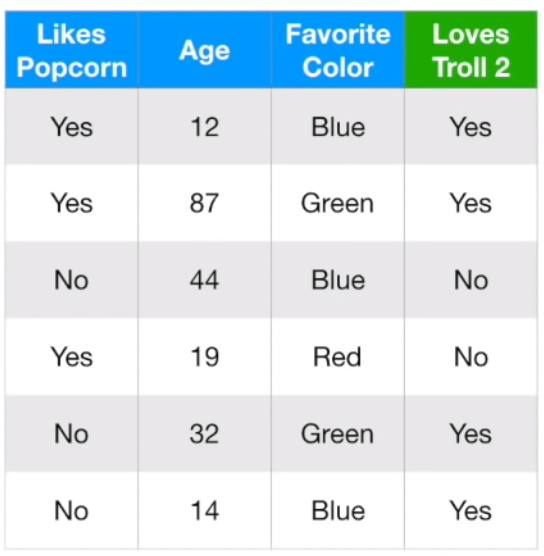 Likes Popcorn Age Favorite Color Loves Troll 2
Yes 12 Blue Yes
Yes 87 Green Yes
No 44 Blue No
Yes 19 Red No
No 32 Green Yes
No 14 Blue Yes